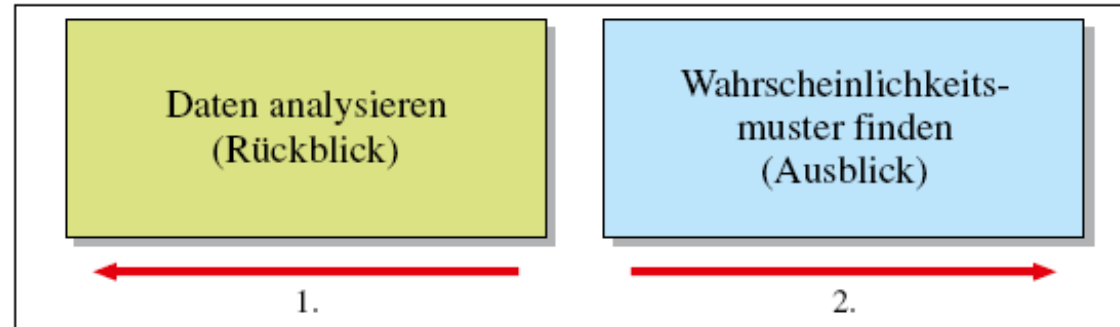 Daten analysieren
(Rückblick)
Wahrscheinlichkeits-
muster finden
(Ausblick)
1.
2.